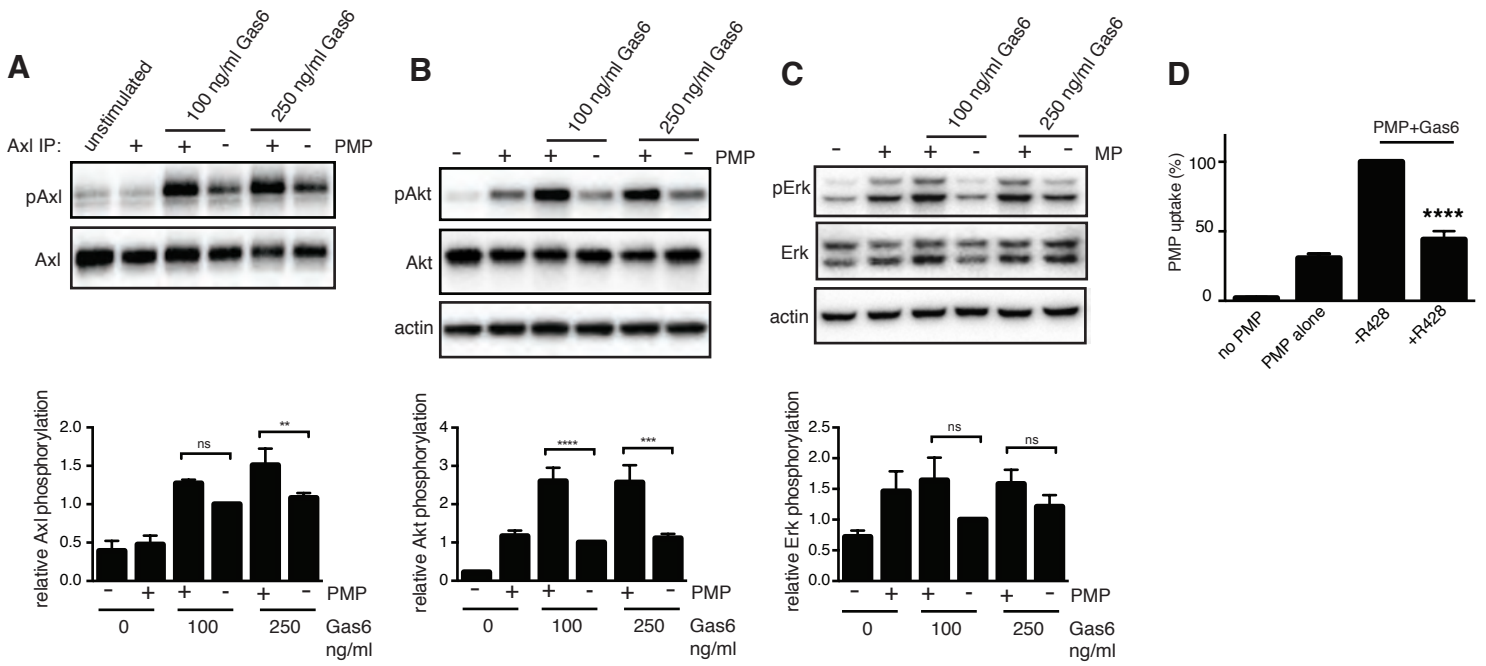 A
unstimulated
100 ng/ml Gas6
250 ng/ml Gas6
Axl IP:
+ + - + - PMP
pAxl
Axl
relative Axl phosphorylation
2.0
1.5
1.0
0.5
0.0
ns
**
- + + - + - PMP
0 100 250 Gas6
ng/ml
B
100 ng/ml Gas6
250 ng/ml Gas6
- + + - + - PMP
pAkt
Akt
actin
relative Akt phosphorylation
4
3
2
1
0
****
***
- + + - + - PMP
0 100 250 Gas6
ng/ml
C
100 ng/ml Gas6
250 ng/ml Gas6
- + + - + - MP
pErk
Erk
actin
relative Erk phosphorylation
2.5
2.0
1.5
1.0
0.5
0.0
ns
ns
- + + - + - PMP
0 100 250 Gas6
ng/ml
D
PMP+Gas6
PMP uptake (%)
100
50
0
****
no PMP
PMP alone
-R428
+R428